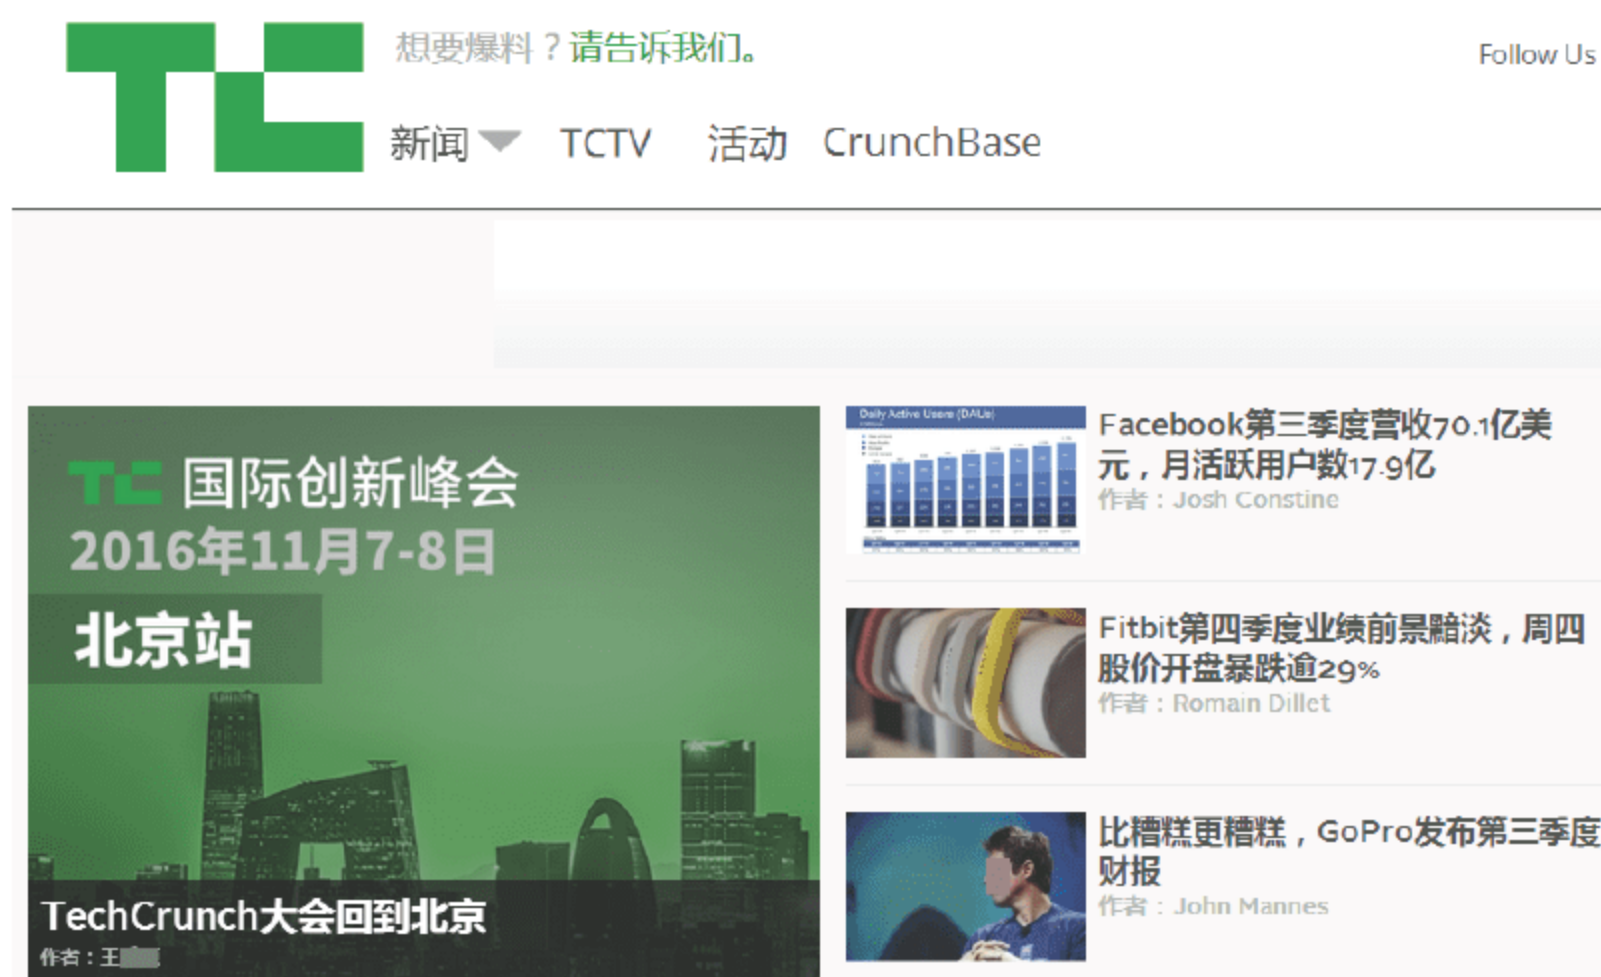 TC
想要爆料？请告诉我们。
Follow Us
新闻 TCTV 活动 CrunchBase
TC 国际创新峰会
2016年11月7-8日
北京站
TechCrunch大会回到北京
作者：王
Daily Active Users (DAUs)
Facebook第三季度营收70.1亿美
元，月活跃用户数17.9亿
作者：Josh Constine
Fitbit第四季度业绩前景黯淡，周四
股价开盘暴跌逾29%
作者：Romain Dillet
比糟糕更糟糕，GoPro发布第三季度
财报
作者：John Mannes